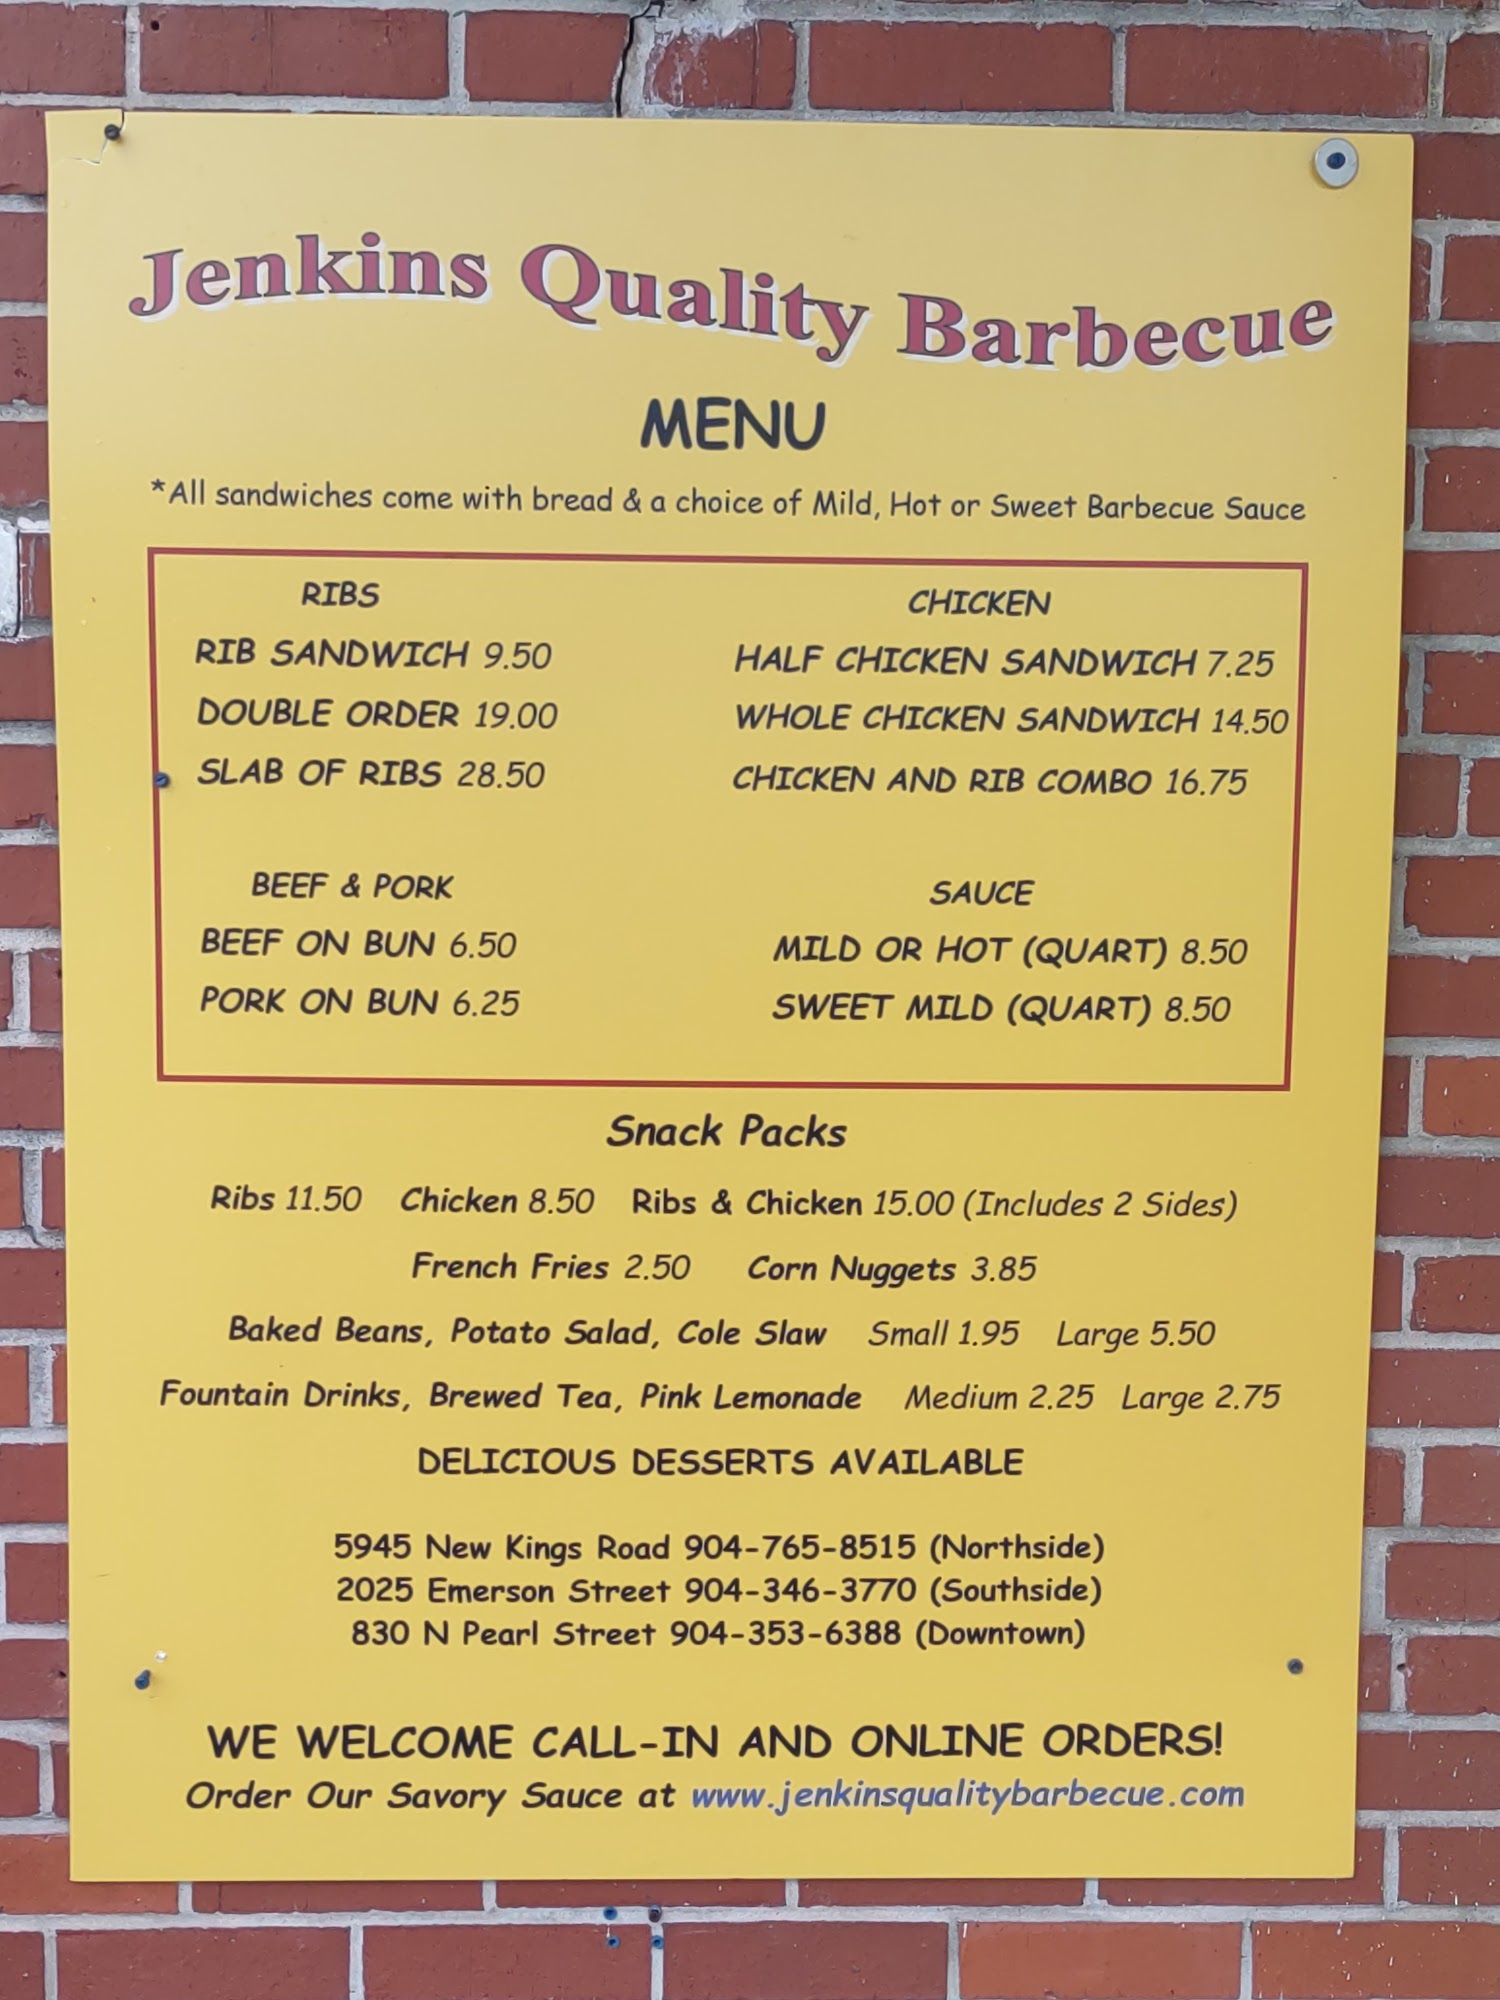 Jenkins Quality Barbecue
MENU
*All sandwiches come with bread & a choice of Mild, Hot or Sweet Barbecue Sauce
RIBS
RIB SANDWICH 9.50
DOUBLE ORDER 19.00
SLAB OF RIBS 28.50
CHICKEN
HALF CHICKEN SANDWICH 7.25
WHOLE CHICKEN SANDWICH 14.50
CHICKEN AND RIB COMBO 16.75
BEEF & PORK
BEEF ON BUN 6.50
PORK ON BUN 6.25
SAUCE
MILD OR HOT (QUART) 8.50
SWEET MILD (QUART) 8.50
Snack Packs
Ribs 11.50 Chicken 8.50 Ribs & Chicken 15.00 (Includes 2 Sides)
French Fries 2.50 Corn Nuggets 3.85
Baked Beans, Potato Salad, Cole Slaw Small 1.95 Large 5.50
Fountain Drinks, Brewed Tea, Pink Lemonade Medium 2.25 Large 2.75
DELICIOUS DESSERTS AVAILABLE
5945 New Kings Road 904-765-8515 (Northside)
2025 Emerson Street 904-346-3770 (Southside)
830 N Pearl Street 904-353-6388 (Downtown)
WE WELCOME CALL-IN AND ONLINE ORDERS!
Order Our Savory Sauce at www.jenkinsqualitybarbecue.com